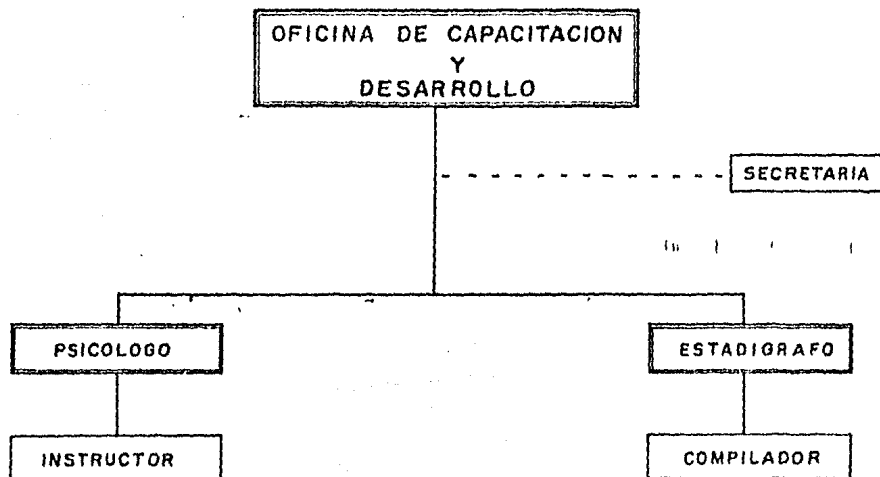 OFICINA DE CAPACITACION
Y
DESARROLLO
SECRETARIA
PSICOLOGO
ESTADIGRAFO
INSTRUCTOR
COMPILADOR